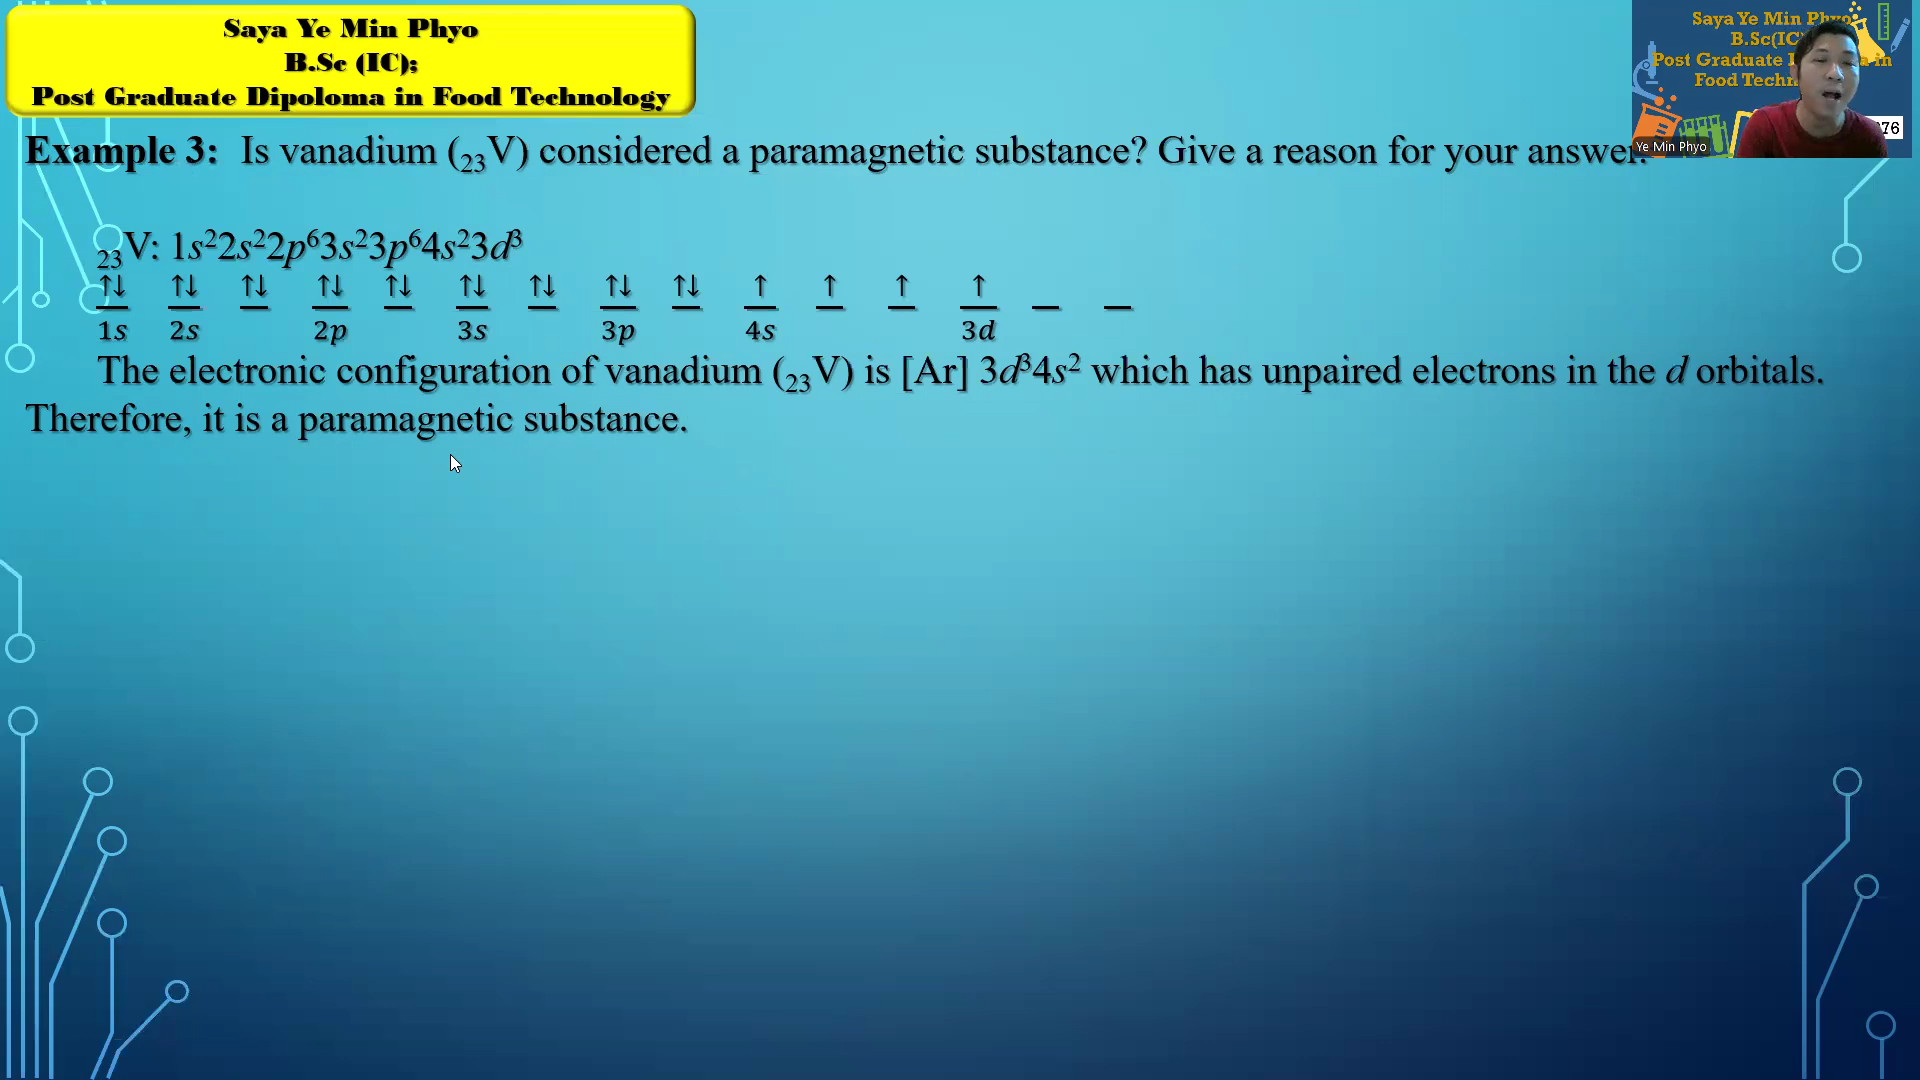 Saya Ye Min Phyo
B.Sc (IC);
Post Graduate Dipoloma in Food Technology
Saya Ye Min Phyo
B.Sc(IC
Post Graduate in
Food Techn
76
Ye Min Phyo
Example 3: Is vanadium (₂₃V) considered a paramagnetic substance? Give a reason for your answer.
₂₃V: 1s²2s²2p⁶3s²3p⁶4s²3d³
↑↓ ↑↓ ↑↓ ↑↓ ↑↓ ↑↓ ↑↓ ↑↓ ↑↓ ↑ ↑ ↑ ↑
1s 2s 2p 3s 3p 4s 3d
The electronic configuration of vanadium (₂₃V) is [Ar] 3d³4s² which has unpaired electrons in the d orbitals.
Therefore, it is a paramagnetic substance.